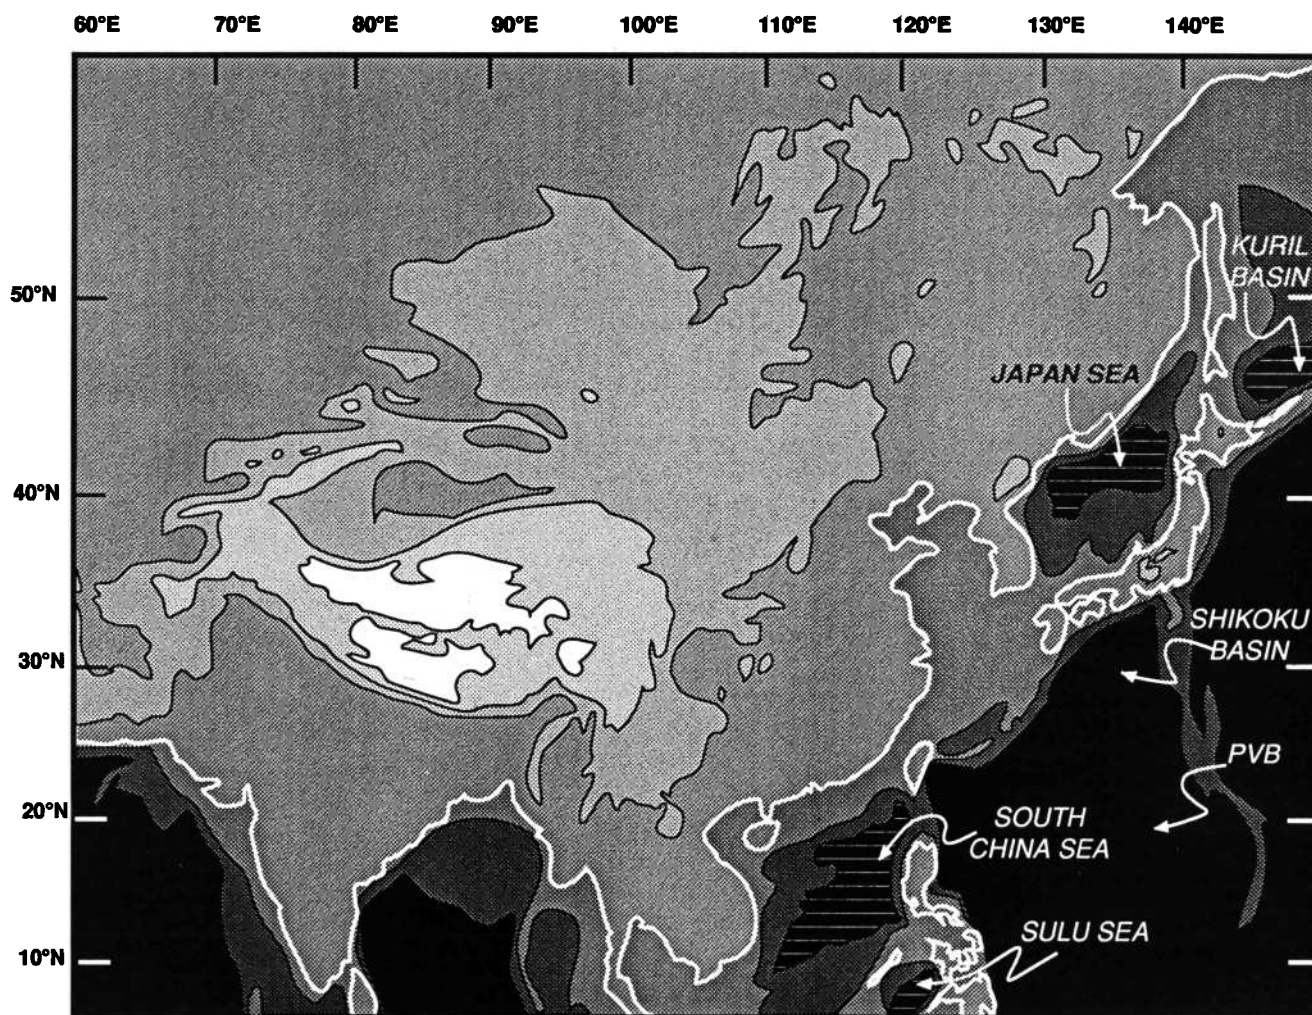 60°E 70°E 80°E 90°E 100°E 110°E 120°E 130°E 140°E
KURIL
BASIN
50°N
JAPAN SEA
40°N
SHIKOKU
BASIN
30°N
PVB
20°N
SOUTH
CHINA SEA
SULU SEA
10°N